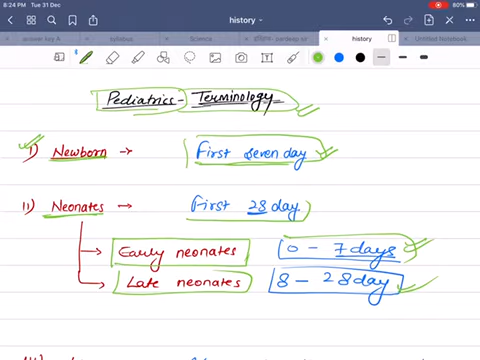 8:24 PM Tue 31 Dec
80%
history
answer key A
syllabus
Science
history
Untitled Notebook
Pediatrics - Terminology
i) Newborn → First seven day
ii) Neonates → First 28 day
→ Early neonates 0 - 7 days
→ Late neonates 8 - 28 day